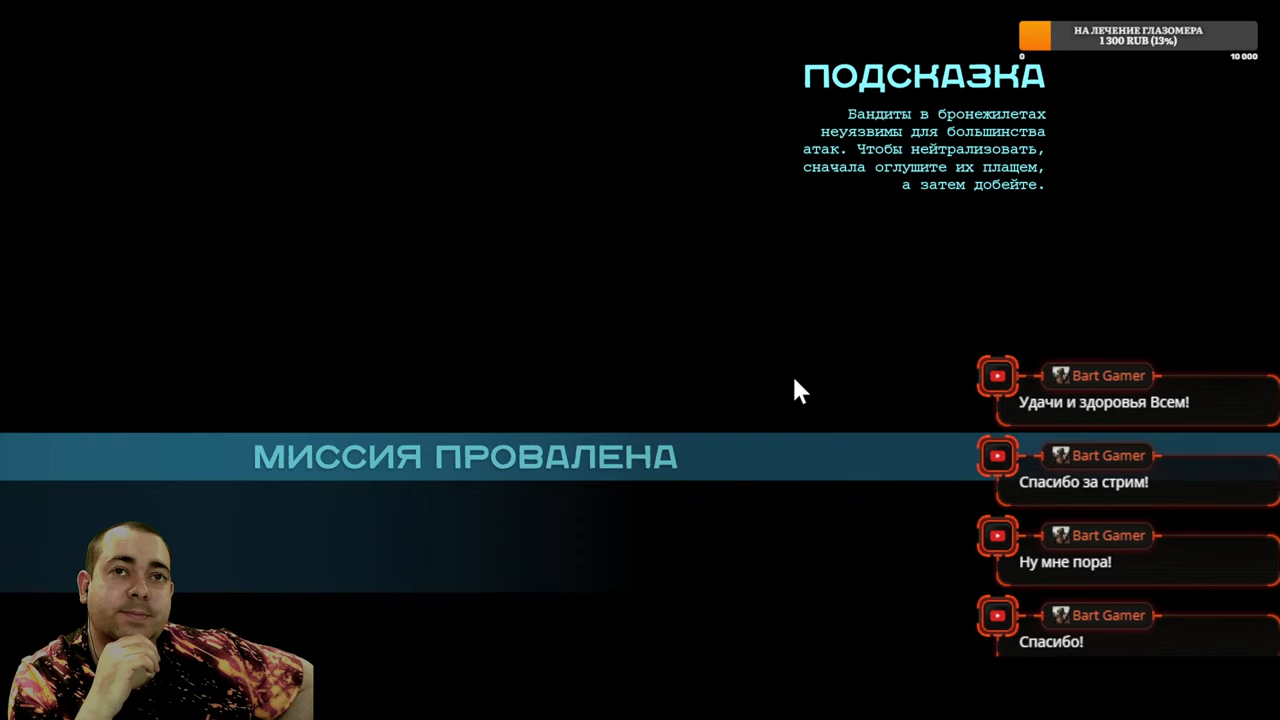 НА ЛЕЧЕНИЕ ГЛАЗОМЕРА
1 300 RUB (13%)
0
10 000
ПОДСКАЗКА
Бандиты в бронежилетах
неуязвимы для большинства
атак. Чтобы нейтрализовать,
сначала оглушите их плащем,
а затем добейте.
Bart Gamer
Удачи и здоровья Всем!
МИССИЯ ПРОВАЛЕНА
Bart Gamer
Спасибо за стрим!
Bart Gamer
Ну мне пора!
Bart Gamer
Спасибо!